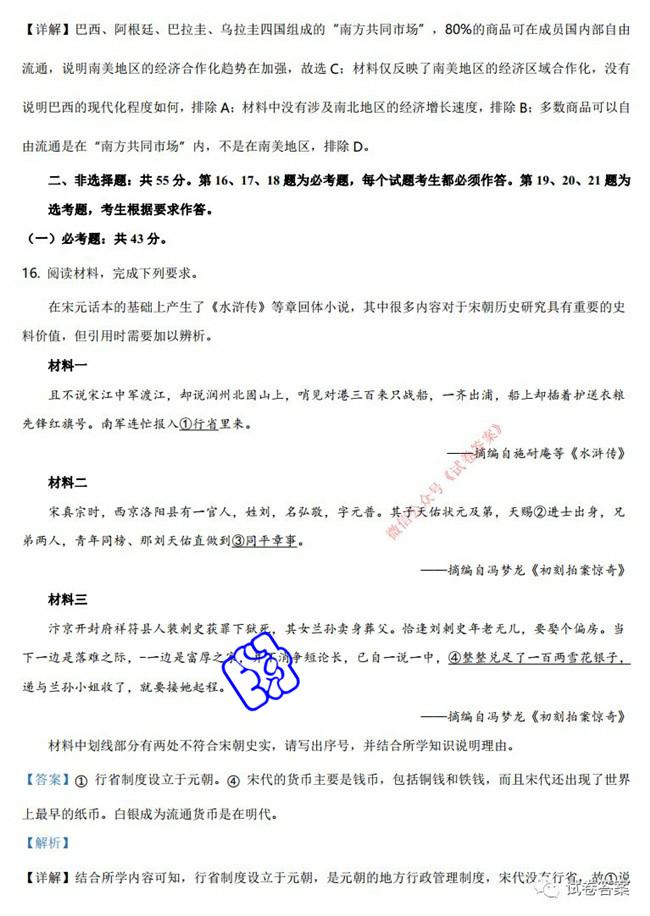 【详解】巴西、阿根廷、巴拉圭、乌拉圭四国组成的“南方共同市场”，80%的商品可在成员国内部自由
流通，说明南美地区的经济合作化趋势在加强，故选 C；材料仅反映了南美地区的经济区域合作化，没有
说明巴西的现代化程度如何，排除 A；材料中没有涉及南北地区的经济增长速度，排除 B；多数商品可以自
由流通是在“南方共同市场”内，不是在南美地区，排除 D。
二、非选择题：共 55 分。第 16、17、18 题为必考题，每个试题考生都必须作答。第 19、20、21 题为
选考题，考生根据要求作答。
（一）必考题：共 43 分。
16. 阅读材料，完成下列要求。
在宋元话本的基础上产生了《水浒传》等章回体小说，其中很多内容对于宋朝历史研究具有重要的史
料价值，但引用时需要加以辨析。
材料一
且不说宋江中军渡江，却说润州北固山上，哨见对港三百来只战船，一齐出浦，船上却插着护送衣粮
先锋红旗号。南军连忙报入①行省里来。
——摘编自施耐庵等《水浒传》
材料二
宋真宗时，西京洛阳县有一官人，姓刘，名弘敬，字元普。其子天佑状元及第，天赐②进士出身，兄
弟两人，青年同榜、那刘天佑直做到③同平章事。
——摘编自冯梦龙《初刻拍案惊奇》
材料三
汴京开封府祥符县人裴刺史获罪下狱死，其女兰孙卖身葬父。恰逢刘刺史年老无儿，要娶个偏房。当
下一边是落难之际，-一边是富厚之家，并不消争短论长，已自一说一中，④整整兑足了一百两雪花银子，
递与兰孙小姐收了，就要接她起程。
——摘编自冯梦龙《初刻拍案惊奇》
材料中划线部分有两处不符合宋朝史实，请写出序号，并结合所学知识说明理由。
【答案】① 行省制度设立于元朝。④ 宋代的货币主要是钱币，包括铜钱和铁钱，而且宋代还出现了世界
上最早的纸币。白银成为流通货币是在明代。
【解析】
【详解】结合所学内容可知，行省制度设立于元朝，是元朝的地方行政管理制度，宋代没有行省，故①说
微信公众号《试卷答案》
试卷答案